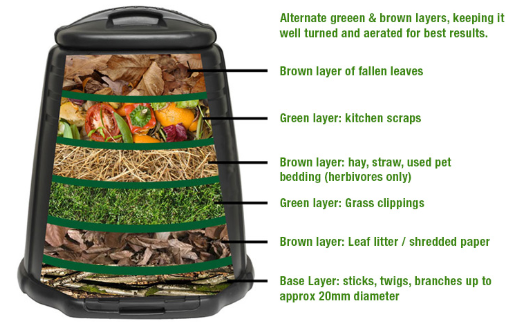 Alternate greeen & brown layers, keeping it
well turned and aerated for best results.
Brown layer of fallen leaves
Green layer: kitchen scraps
Brown layer: hay, straw, used pet
bedding (herbivores only)
Green layer: Grass clippings
Brown layer: Leaf litter / shredded paper
Base Layer: sticks, twigs, branches up to
approx 20mm diameter